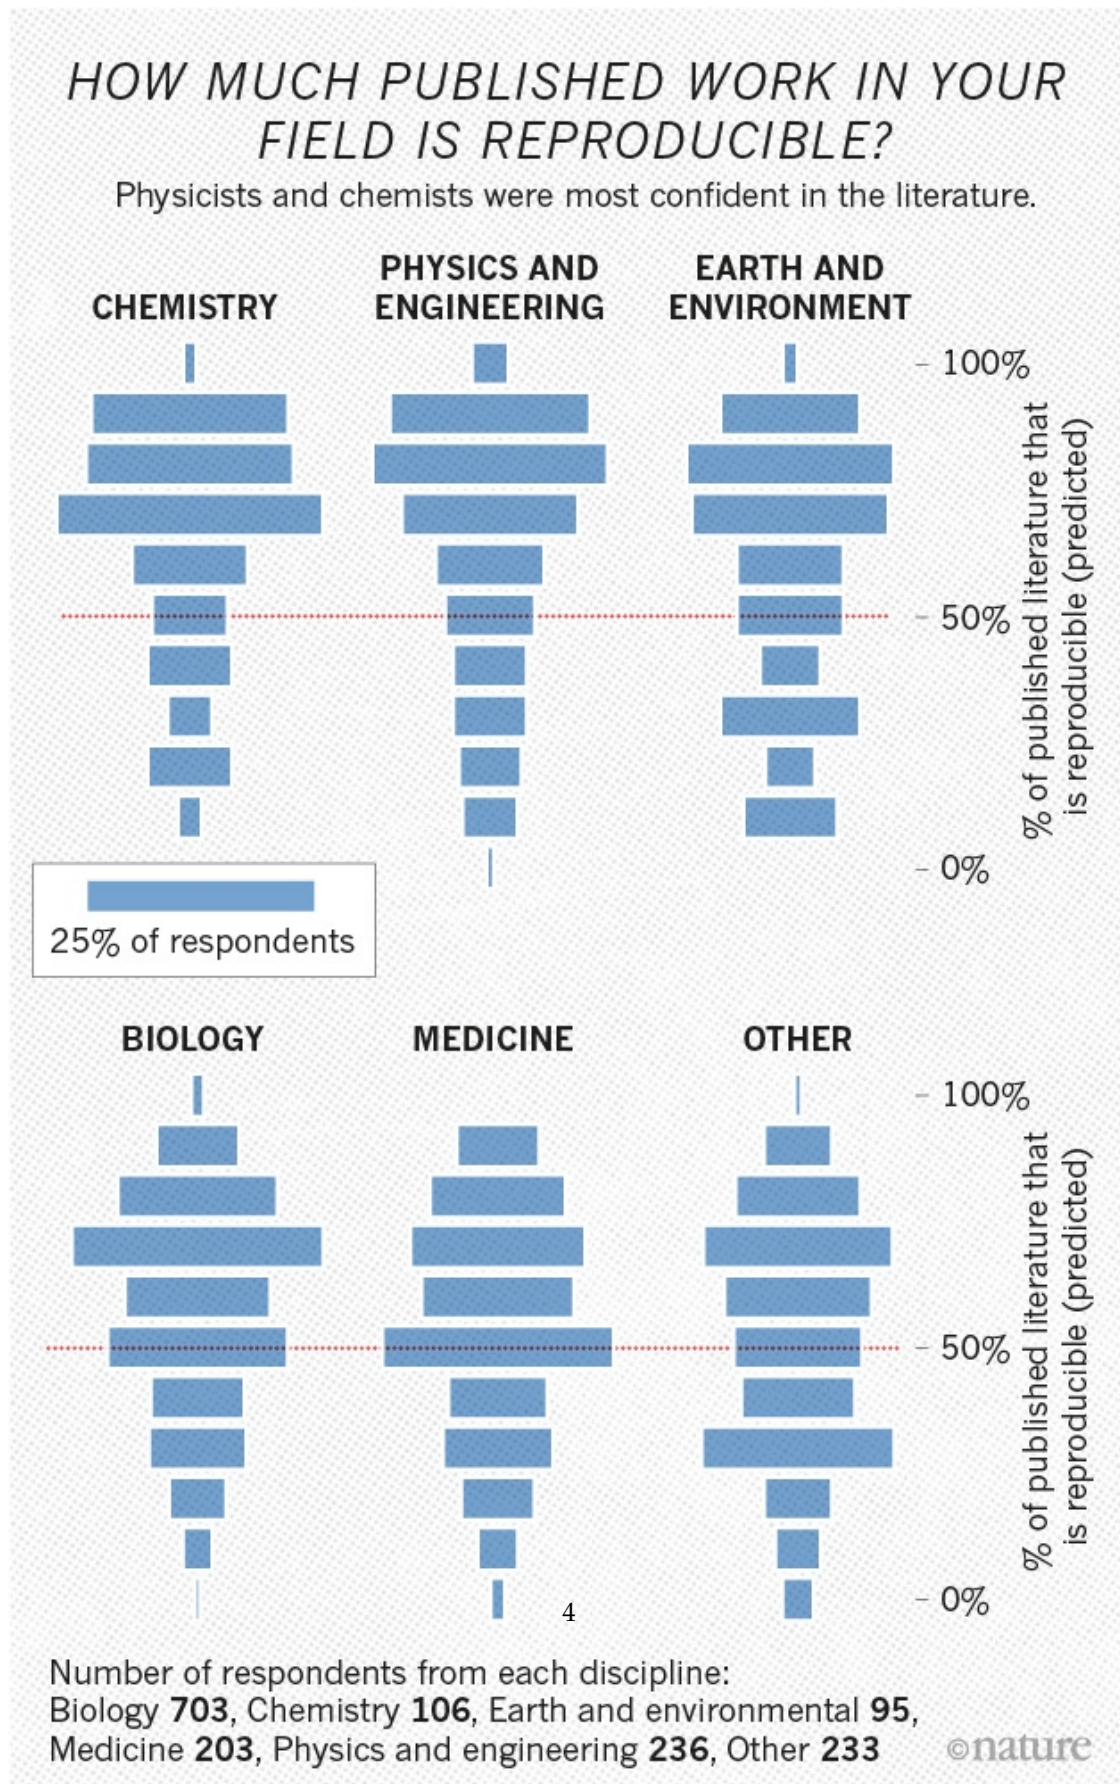 HOW MUCH PUBLISHED WORK IN YOUR
FIELD IS REPRODUCIBLE?
Physicists and chemists were most confident in the literature.
CHEMISTRY
PHYSICS AND
ENGINEERING
EARTH AND
ENVIRONMENT
100%
50%
0%
% of published literature that
is reproducible (predicted)
25% of respondents
BIOLOGY
MEDICINE
OTHER
100%
50%
0%
% of published literature that
is reproducible (predicted)
4
Number of respondents from each discipline:
Biology 703, Chemistry 106, Earth and environmental 95,
Medicine 203, Physics and engineering 236, Other 233
©nature